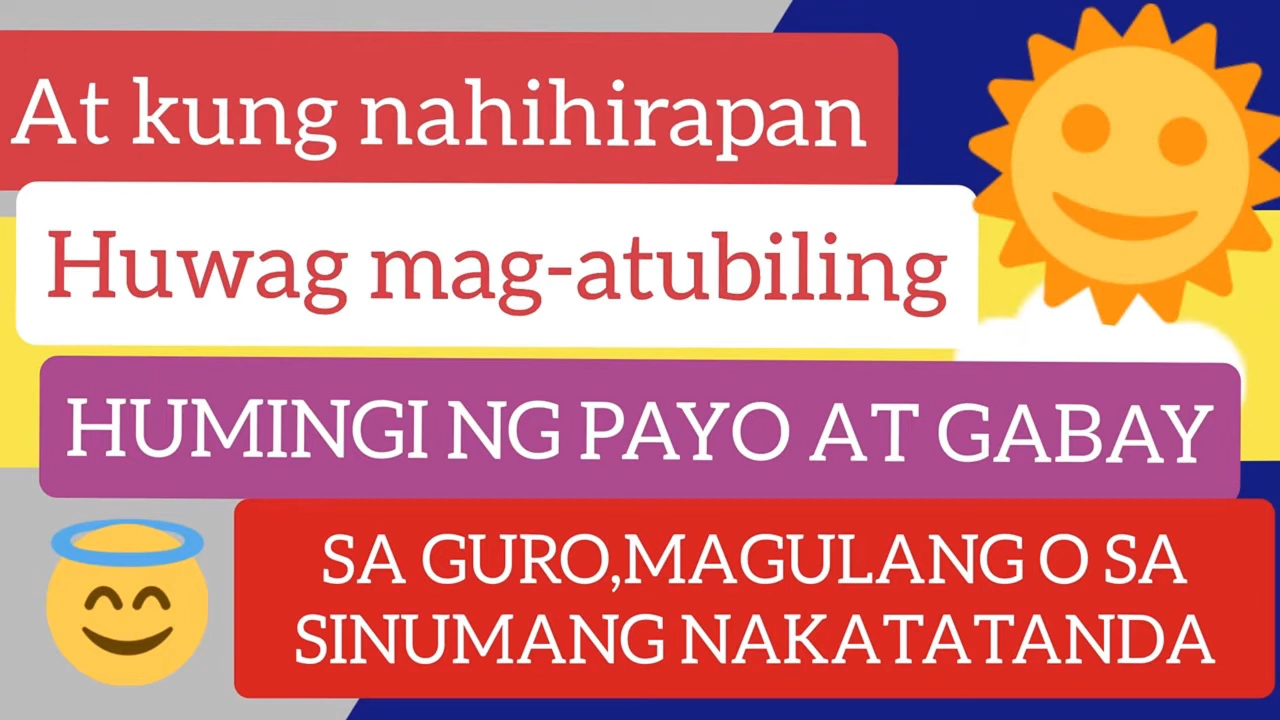 At kung nahihirapan
Huwag mag-atubiling
HUMINGI NG PAYO AT GABAY
SA GURO,MAGULANG O SA
SINUMANG NAKATATANDA